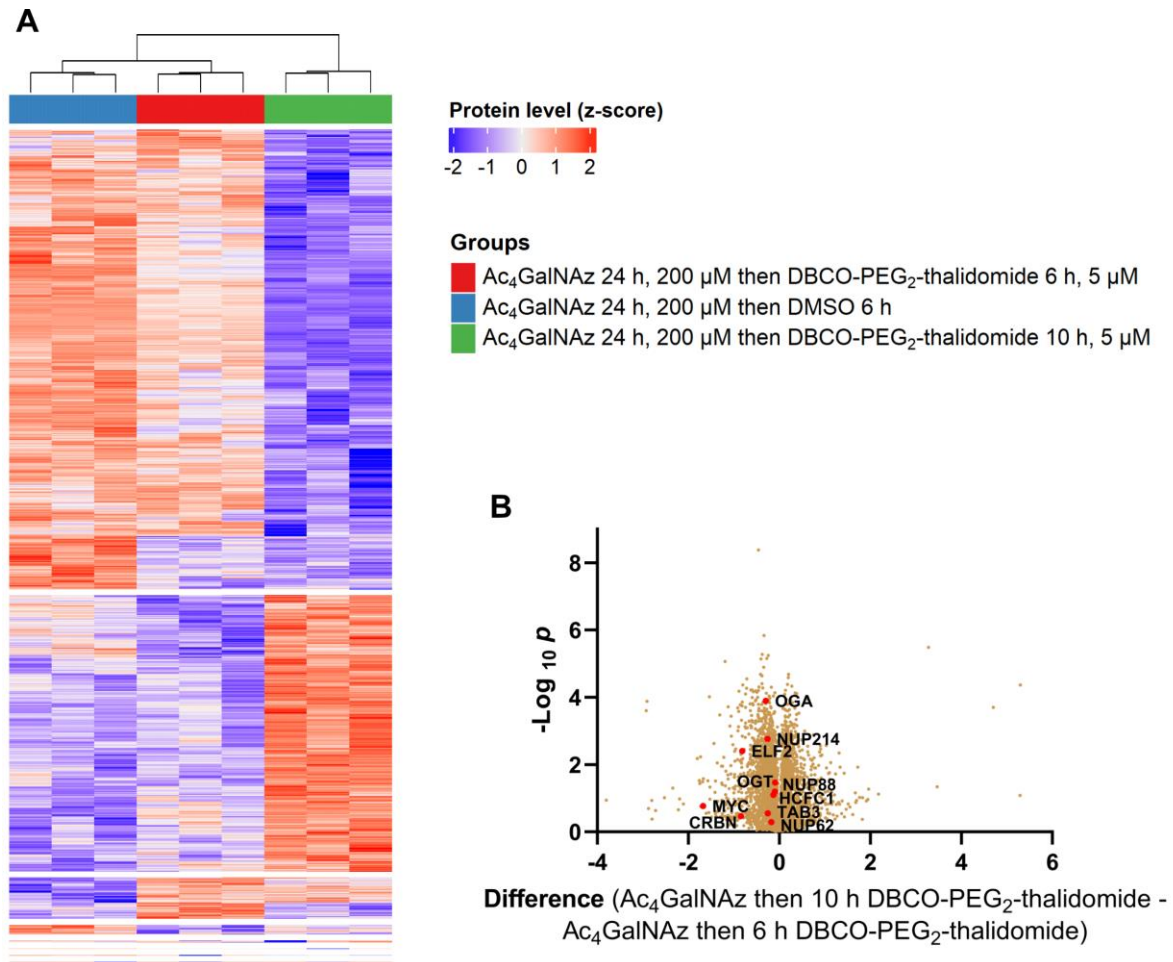 A
Protein level (z-score)
-2 -1 0 1 2
Groups
Ac₄GalNAz 24 h, 200 µM then DBCO-PEG₂-thalidomide 6 h, 5 µM
Ac₄GalNAz 24 h, 200 µM then DMSO 6 h
Ac₄GalNAz 24 h, 200 µM then DBCO-PEG₂-thalidomide 10 h, 5 µM
B
-Log ₁₀ p
8
6
4
2
0
OGA
NUP214
ELF2
OGT NUP88
HCFC1
MYC TAB3
CRBN NUP62
-4 -2 0 2 4 6
Difference (Ac₄GalNAz then 10 h DBCO-PEG₂-thalidomide -
Ac₄GalNAz then 6 h DBCO-PEG₂-thalidomide)